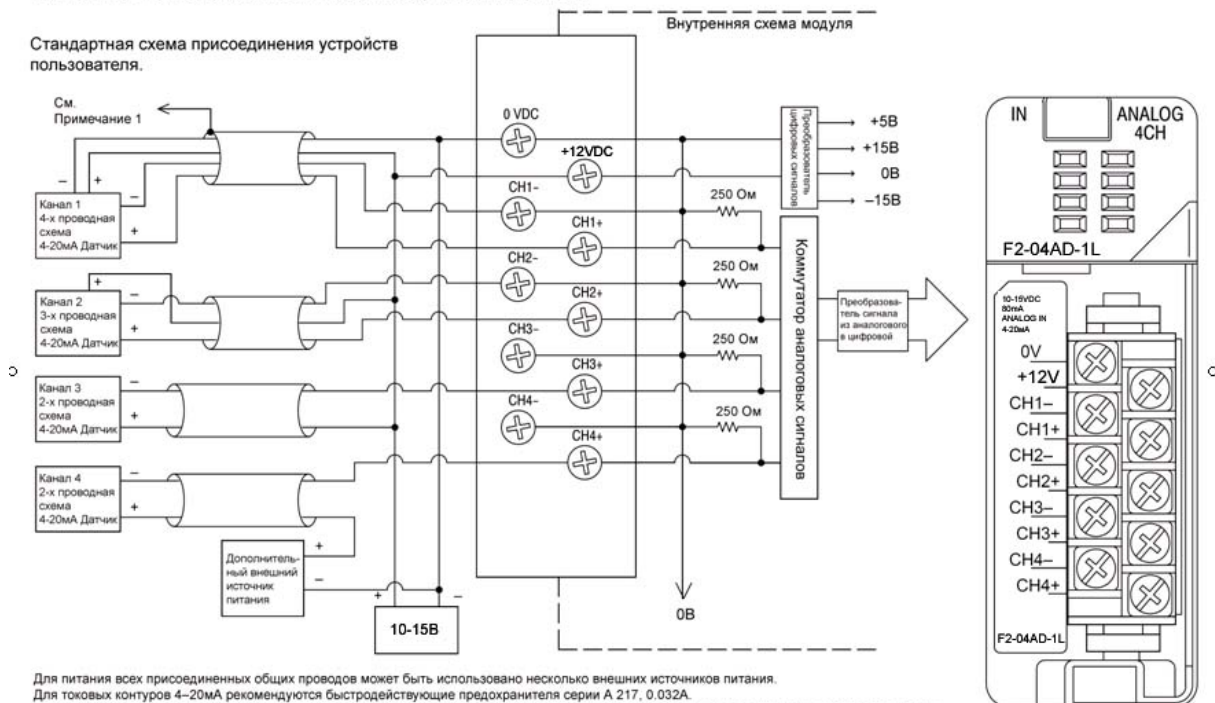 Внутренняя схема модуля
Стандартная схема присоединения устройств
пользователя.
См.
Примечание 1
0 VDC
+12VDC
CH1-
CH1+
CH2-
CH2+
CH3-
CH3+
CH4-
CH4+
Преобразователь
цифровых сигналов
+5В
+15В
0В
–15В
250 Ом
250 Ом
250 Ом
250 Ом
Коммутатор аналоговых сигналов
Преобразова-
тель сигнала
из аналогового
в цифровой
– +
–
+
Канал 1
4-х проводная
схема
4-20мА Датчик
+
–
+
Канал 2
3-х проводная
схема
4-20мА Датчик
–
+
Канал 3
2-х проводная
схема
4-20мА Датчик
–
+
Канал 4
2-х проводная
схема
4-20мА Датчик
+
–
Дополнитель-
ный внешний
источник
питания
+ –
10-15В
0В
IN
ANALOG
4CH
F2-04AD-1L
10-15VDC
80mA
ANALOG IN
4-20mA
0V
+12V
CH1–
CH1+
CH2–
CH2+
CH3–
CH3+
CH4–
CH4+
F2-04AD-1L
Для питания всех присоединенных общих проводов может быть использовано несколько внешних источников питания.
Для токовых контуров 4–20мА рекомендуются быстродействующие предохранителя серии А 217, 0.032А.